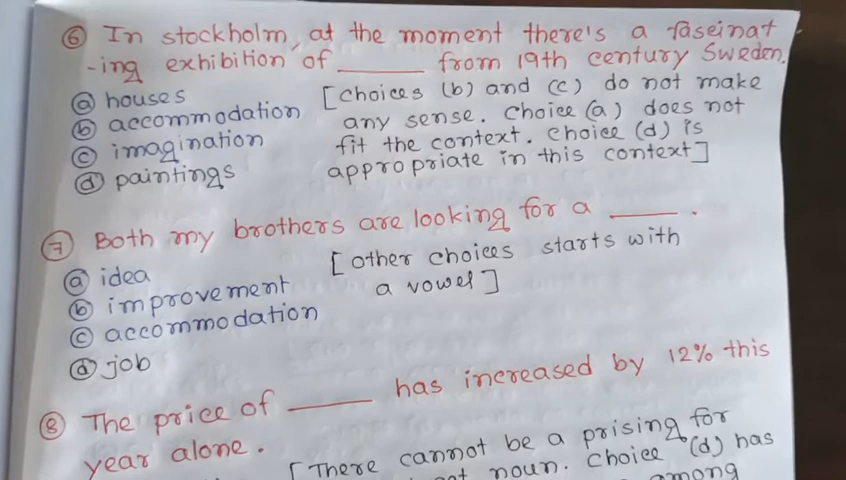 ⑥ In stockholm, at the moment there's a faseinat
-ing exhibition of ______ from 19th century Sweden.
ⓐ houses
ⓑ accommodation
ⓒ imagination
ⓓ paintings
[choices (b) and (c) do not make
any sense. choice (a) does not
fit the context. choice (d) is
appropriate in this context]
⑦ Both my brothers are looking for a ______.
ⓐ idea
ⓑ improvement
ⓒ accommodation
ⓓ job
[other choices starts with
a vowel]
⑧ The price of ______ has increased by 12% this
year alone.
[There cannot be a prising for
noun. choice (d) has
among